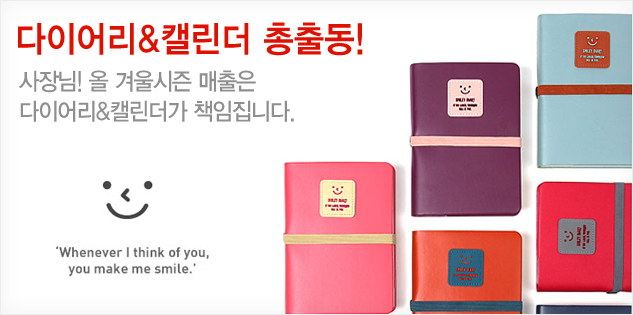 다이어리&캘린더 총출동!
사장님! 올 겨울시즌 매출은
다이어리&캘린더가 책임집니다.
'Whenever I think of you,
you make me smile.'